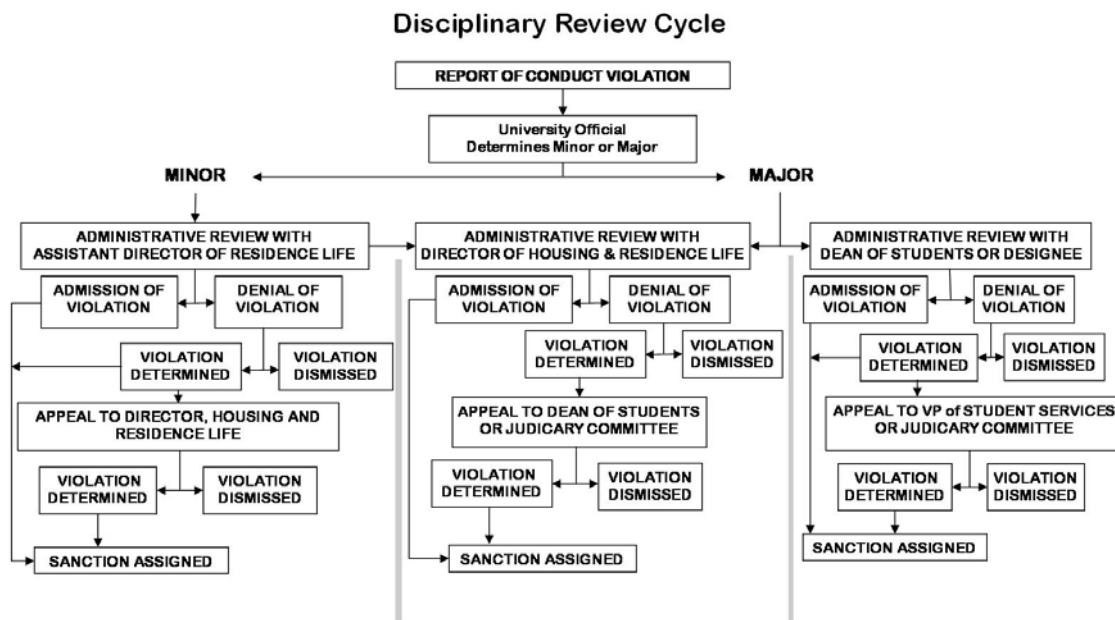 Disciplinary Review Cycle
REPORT OF CONDUCT VIOLATION
University Official
Determines Minor or Major
MINOR
MAJOR
ADMINISTRATIVE REVIEW WITH
ASSISTANT DIRECTOR OF RESIDENCE LIFE
ADMISSION OF
VIOLATION
DENIAL OF
VIOLATION
VIOLATION
DETERMINED
VIOLATION
DISMISSED
APPEAL TO DIRECTOR, HOUSING AND
RESIDENCE LIFE
VIOLATION
DETERMINED
VIOLATION
DISMISSED
SANCTION ASSIGNED
ADMINISTRATIVE REVIEW WITH
DIRECTOR OF HOUSING & RESIDENCE LIFE
ADMISSION OF
VIOLATION
DENIAL OF
VIOLATION
VIOLATION
DETERMINED
VIOLATION
DISMISSED
APPEAL TO DEAN OF STUDENTS
OR JUDICARY COMMITTEE
VIOLATION
DETERMINED
VIOLATION
DISMISSED
SANCTION ASSIGNED
ADMINISTRATIVE REVIEW WITH
DEAN OF STUDENTS OR DESIGNEE
ADMISSION OF
VIOLATION
DENIAL OF
VIOLATION
VIOLATION
DETERMINED
VIOLATION
DISMISSED
APPEAL TO VP of STUDENT SERVICES
OR JUDICARY COMMITTEE
VIOLATION
DETERMINED
VIOLATION
DISMISSED
SANCTION ASSIGNED